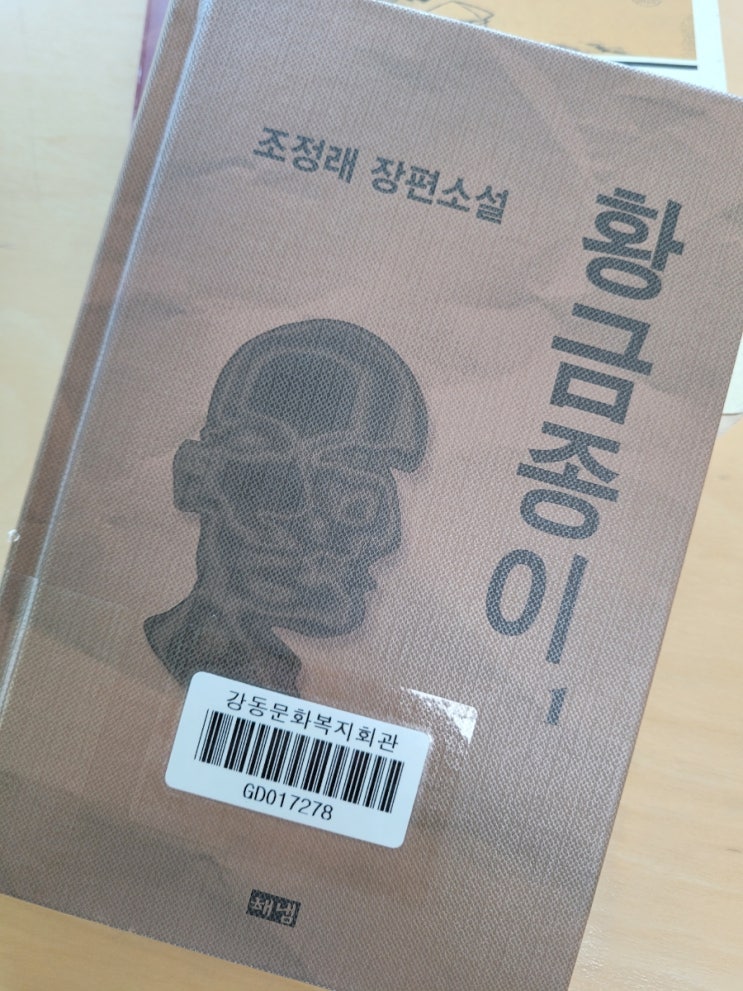 조정래 장편소설
황금종이 1
강동문화복지회관
GD017278
해냄